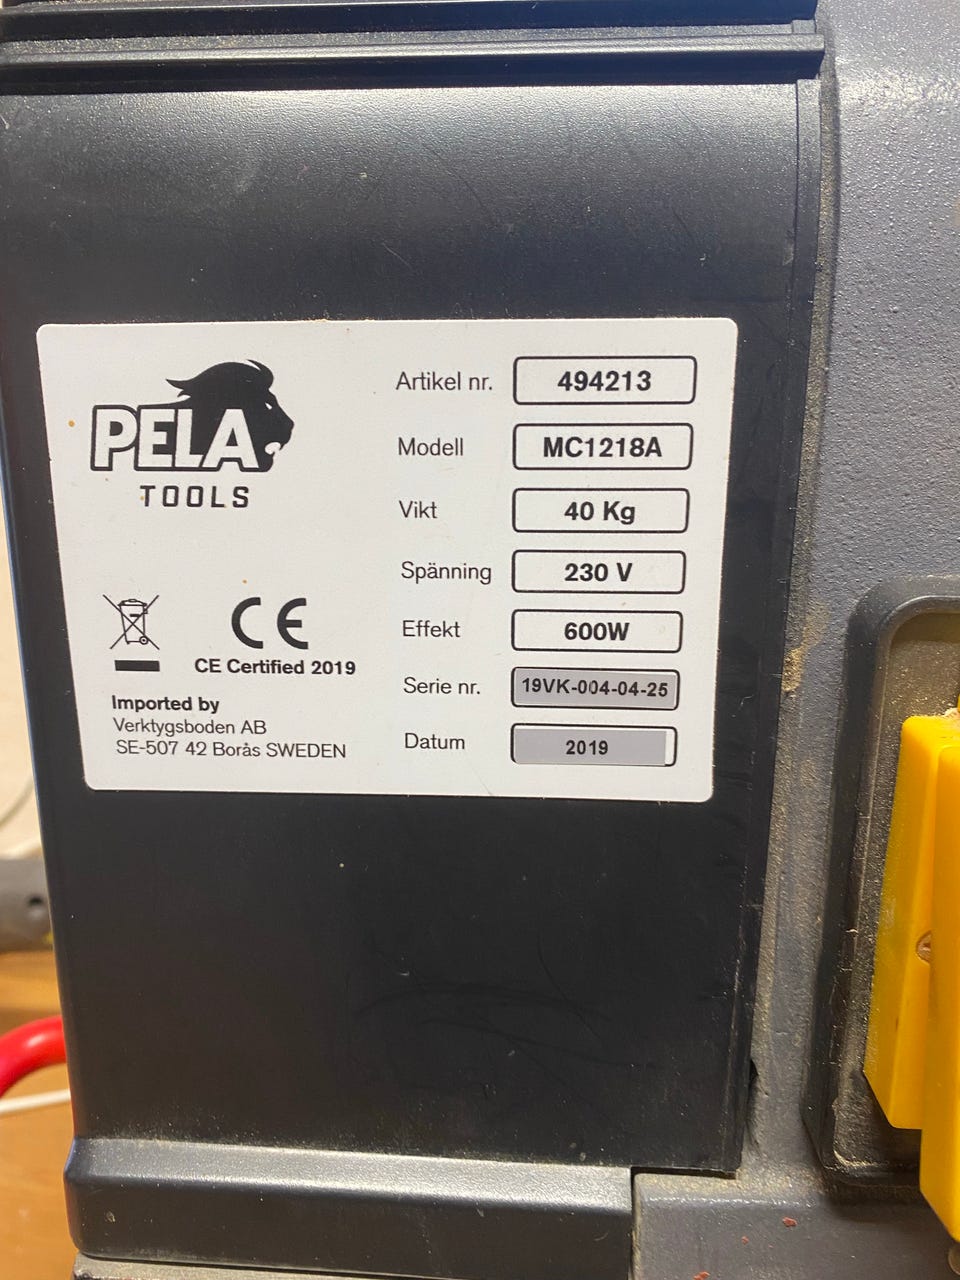 PELA
TOOLS
Artikel nr. 494213
Modell MC1218A
Vikt 40 Kg
Spänning 230 V
Effekt 600W
Serie nr. 19VK-004-04-25
Datum 2019
CE
CE Certified 2019
Imported by
Verktygsboden AB
SE-507 42 Borås SWEDEN